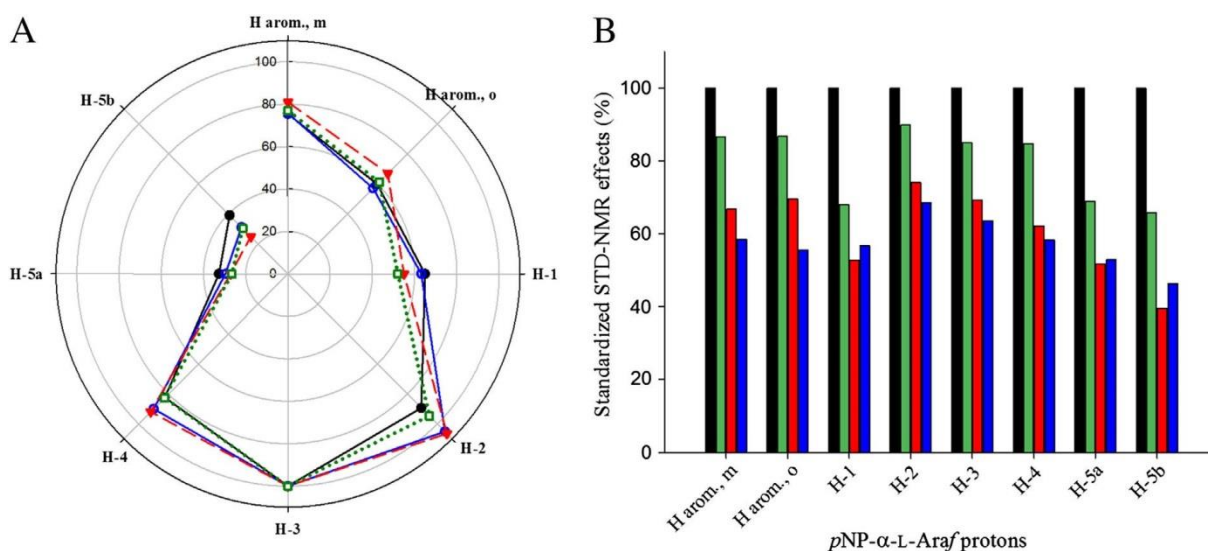 A
H arom., m
H arom., o
H-1
H-2
H-3
H-4
H-5a
H-5b
100
80
60
40
20
0
B
Standardized STD-NMR effects (%)
100
80
60
40
20
0
H arom., m
H arom., o
H-1
H-2
H-3
H-4
H-5a
H-5b
pNP-α-L-Araf protons